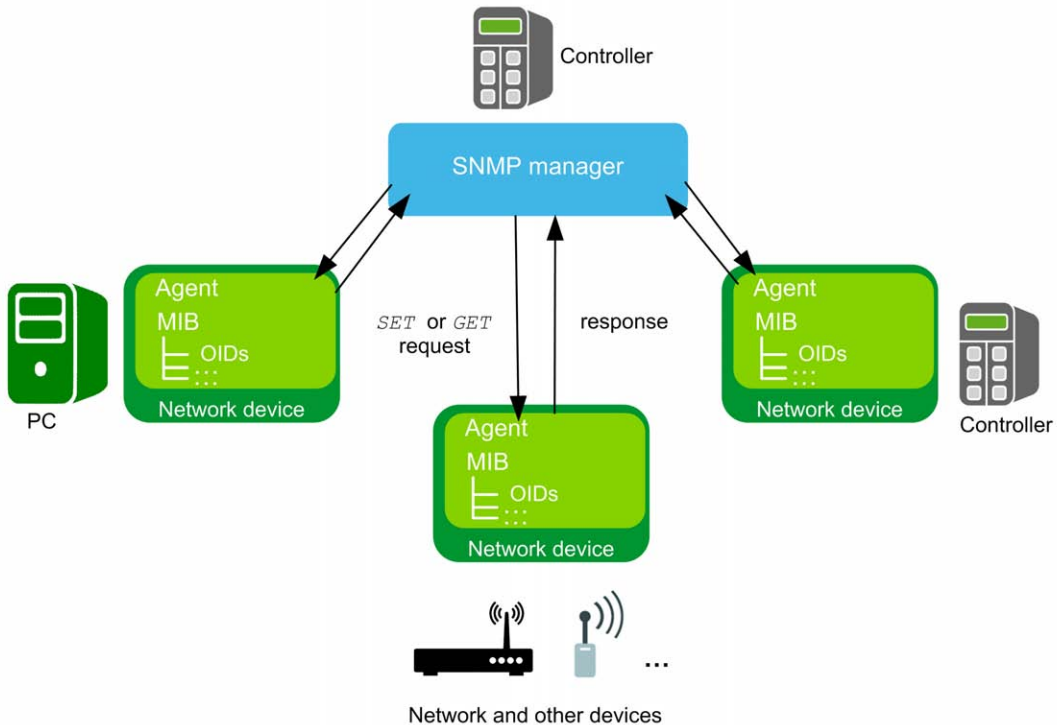 Controller
SNMP manager
Agent
MIB
OIDs
Network device
PC
SET or GET
request
response
Agent
MIB
OIDs
Network device
Controller
Agent
MIB
OIDs
Network device
...
Network and other devices